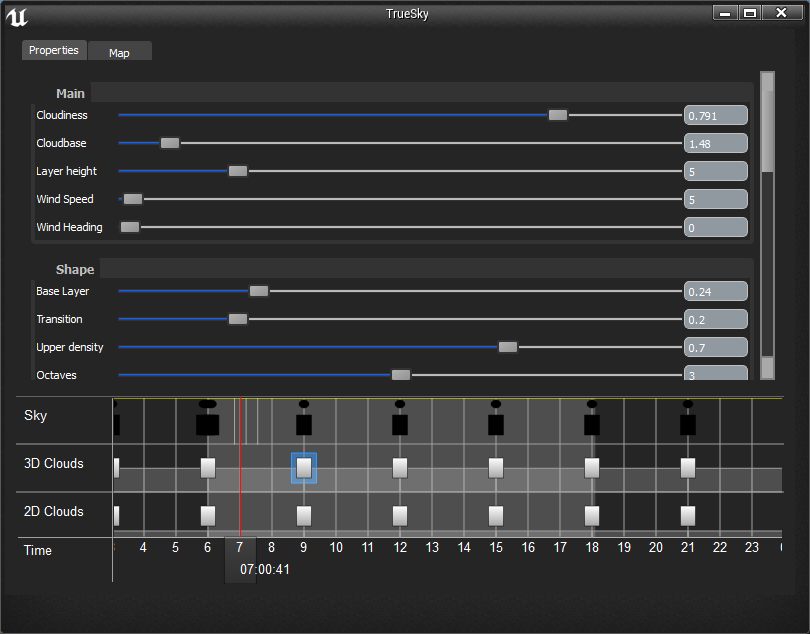 TrueSky
Properties Map
Main
Cloudiness 0.791
Cloudbase 1.48
Layer height 5
Wind Speed 5
Wind Heading 0
Shape
Base Layer 0.24
Transition 0.2
Upper density 0.7
Octaves 3
Sky
3D Clouds
2D Clouds
Time 4 5 6 7 8 9 10 11 12 13 14 15 16 17 18 19 20 21 22 23
07:00:41